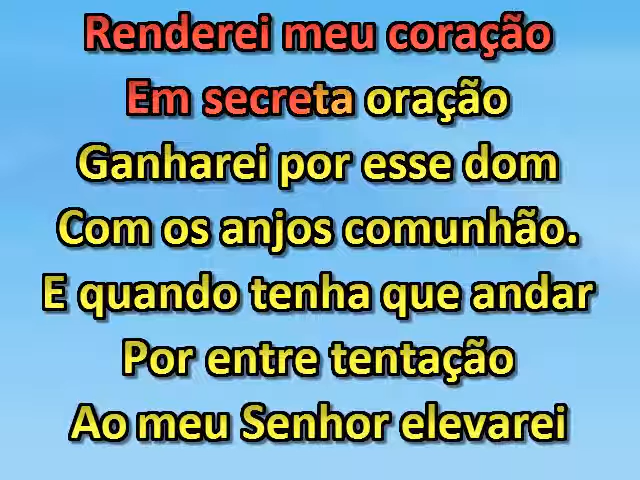 Renderei meu coração
Em secreta oração
Ganharei por esse dom
Com os anjos comunhão.
E quando tenha que andar
Por entre tentação
Ao meu Senhor elevarei